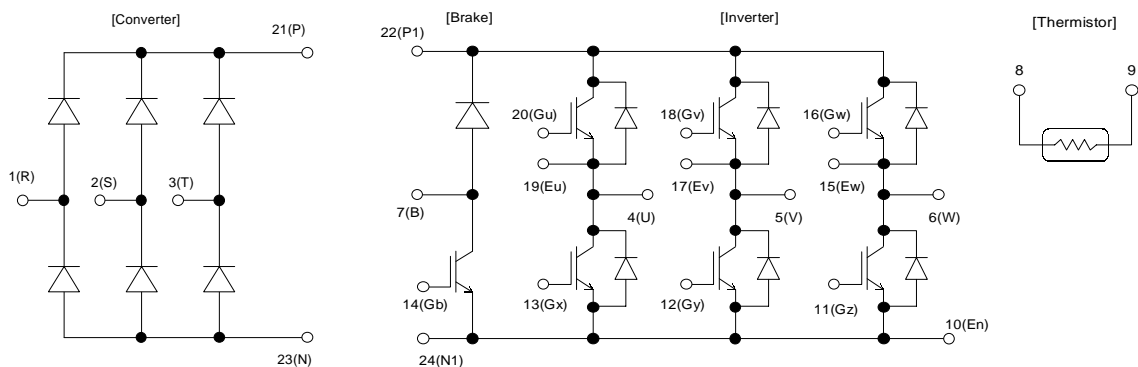 [Converter]
[Brake]
[Inverter]
[Thermistor]
21(P)
22(P1)
8
9
20(Gu)
18(Gv)
16(Gw)
1(R)
2(S)
3(T)
19(Eu)
17(Ev)
15(Ew)
7(B)
4(U)
5(V)
6(W)
14(Gb)
13(Gx)
12(Gy)
11(Gz)
10(En)
23(N)
24(N1)